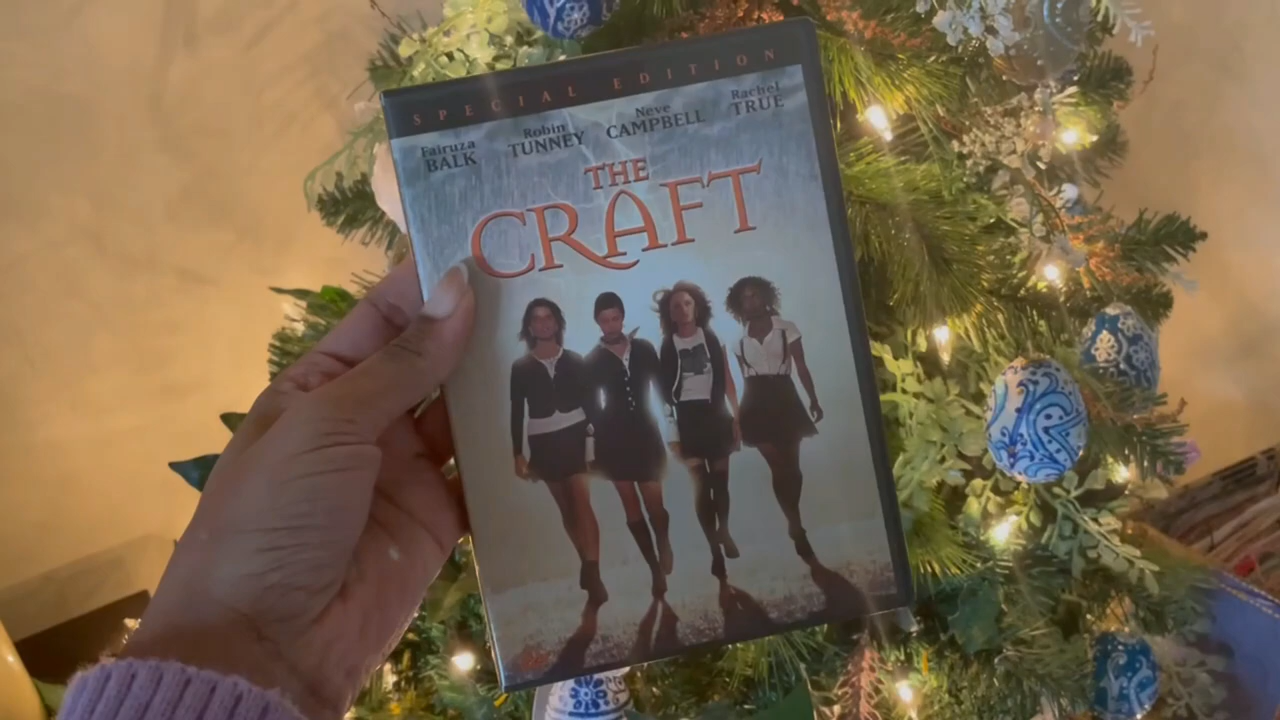 SPECIAL EDITION
Fairuza BALK
Robin TUNNEY
Neve CAMPBELL
Rachel TRUE
THE
CRAFT